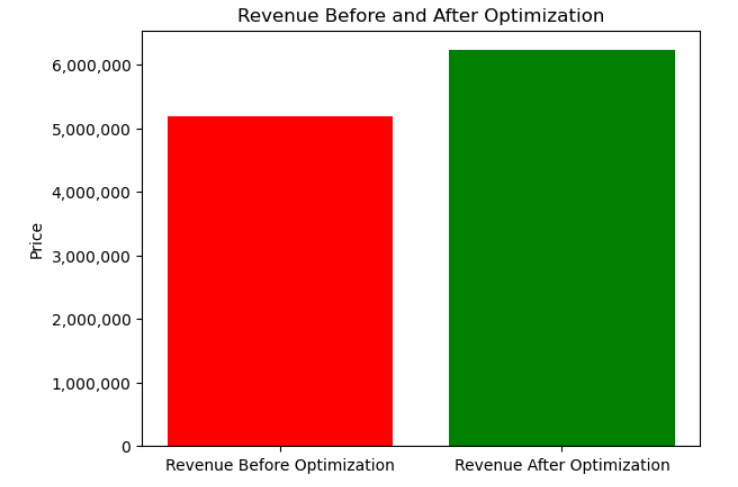 Revenue Before and After Optimization
6,000,000
5,000,000
4,000,000
3,000,000
2,000,000
1,000,000
0
Price
Revenue Before Optimization
Revenue After Optimization